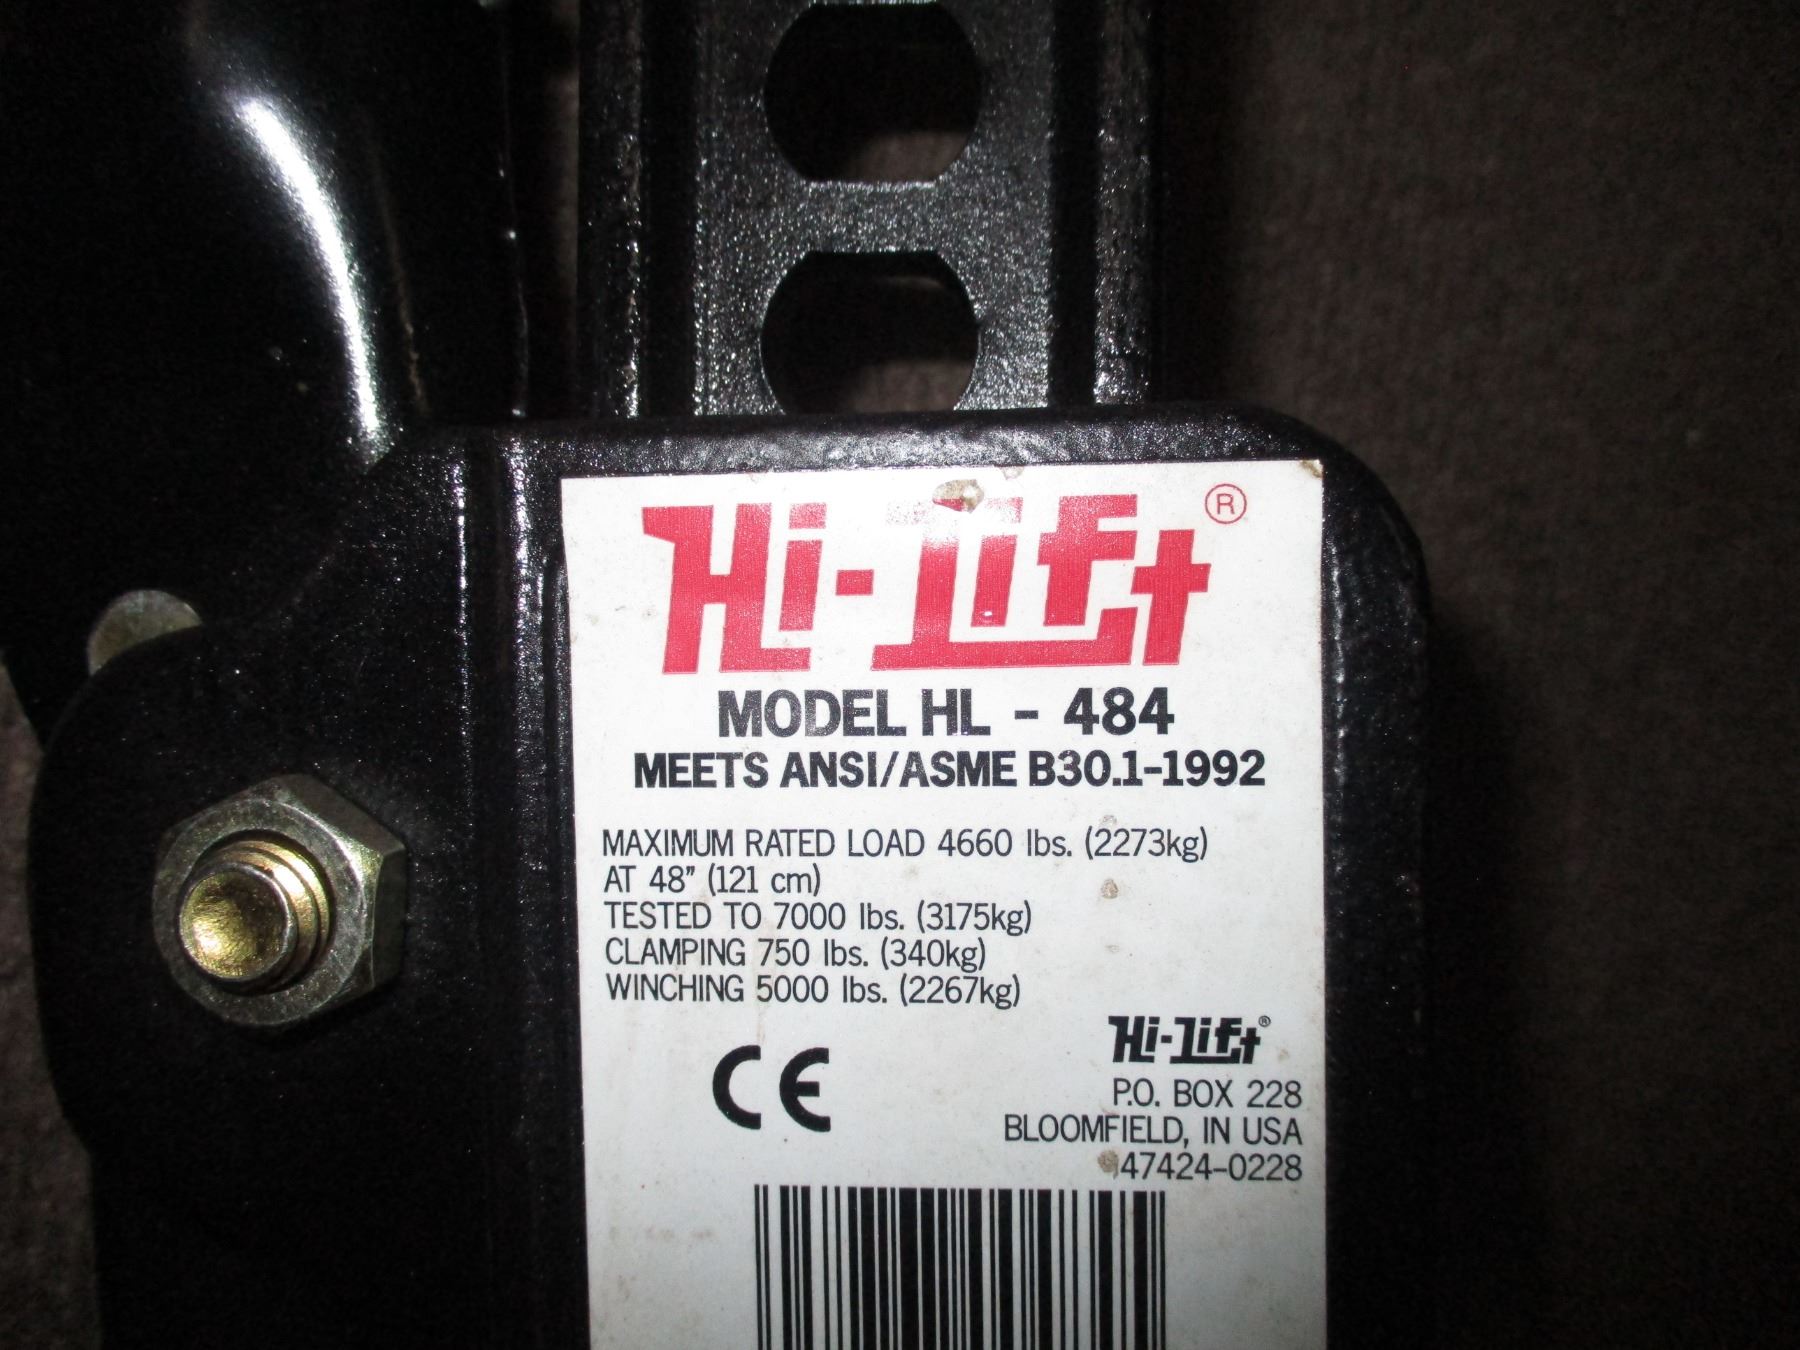 Hi-Lift®
MODEL HL - 484
MEETS ANSI/ASME B30.1-1992
MAXIMUM RATED LOAD 4660 lbs. (2273kg)
AT 48" (121 cm)
TESTED TO 7000 lbs. (3175kg)
CLAMPING 750 lbs. (340kg)
WINCHING 5000 lbs. (2267kg)
CE
Hi-Lift®
P.O. BOX 228
BLOOMFIELD, IN USA
47424-0228